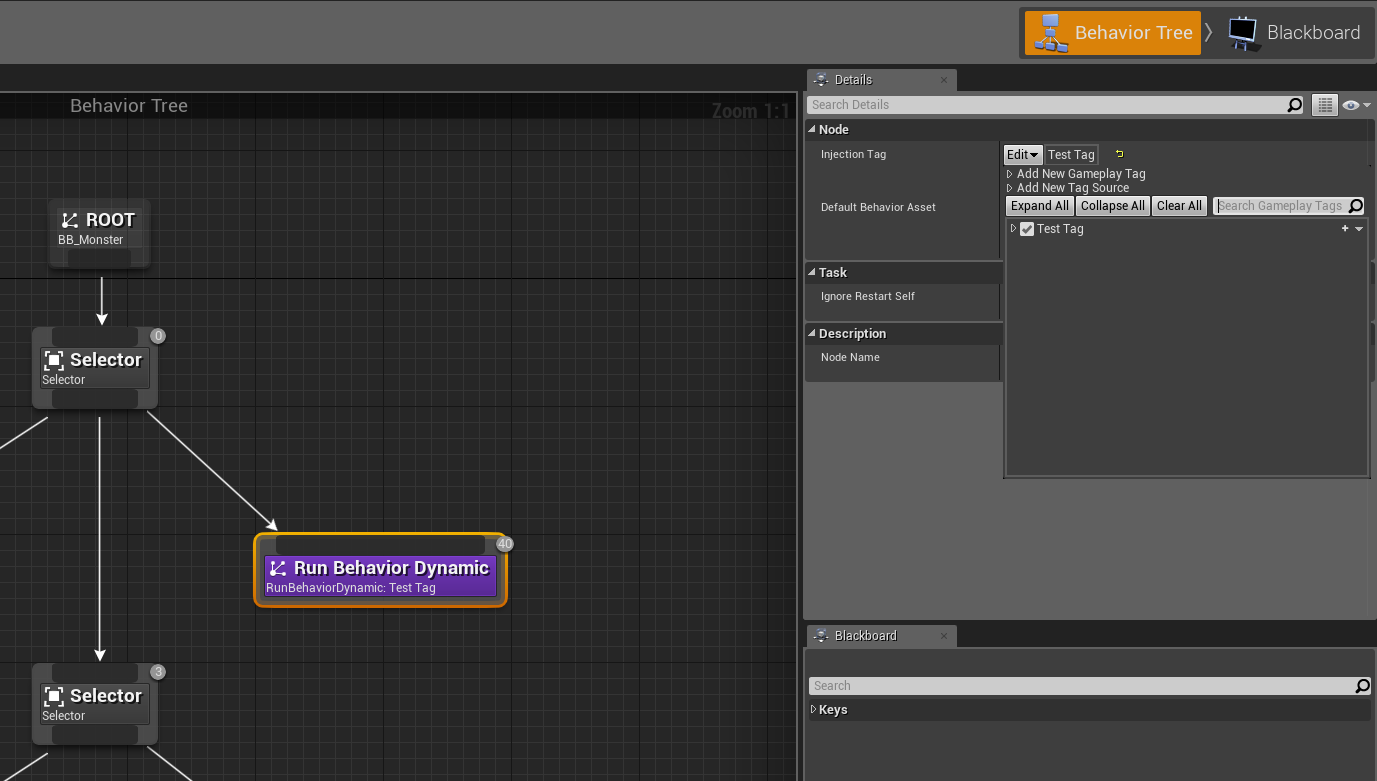 Behavior Tree
Blackboard
Behavior Tree
Zoom 1:1
ROOT
BB_Monster
0
Selector
Selector
40
Run Behavior Dynamic
RunBehaviorDynamic: Test Tag
3
Selector
Selector
Details
Search Details
Node
Injection Tag
Edit
Test Tag
Add New Gameplay Tag
Add New Tag Source
Default Behavior Asset
Expand All
Collapse All
Clear All
Search Gameplay Tags
Test Tag
Task
Ignore Restart Self
Description
Node Name
Blackboard
Search
Keys